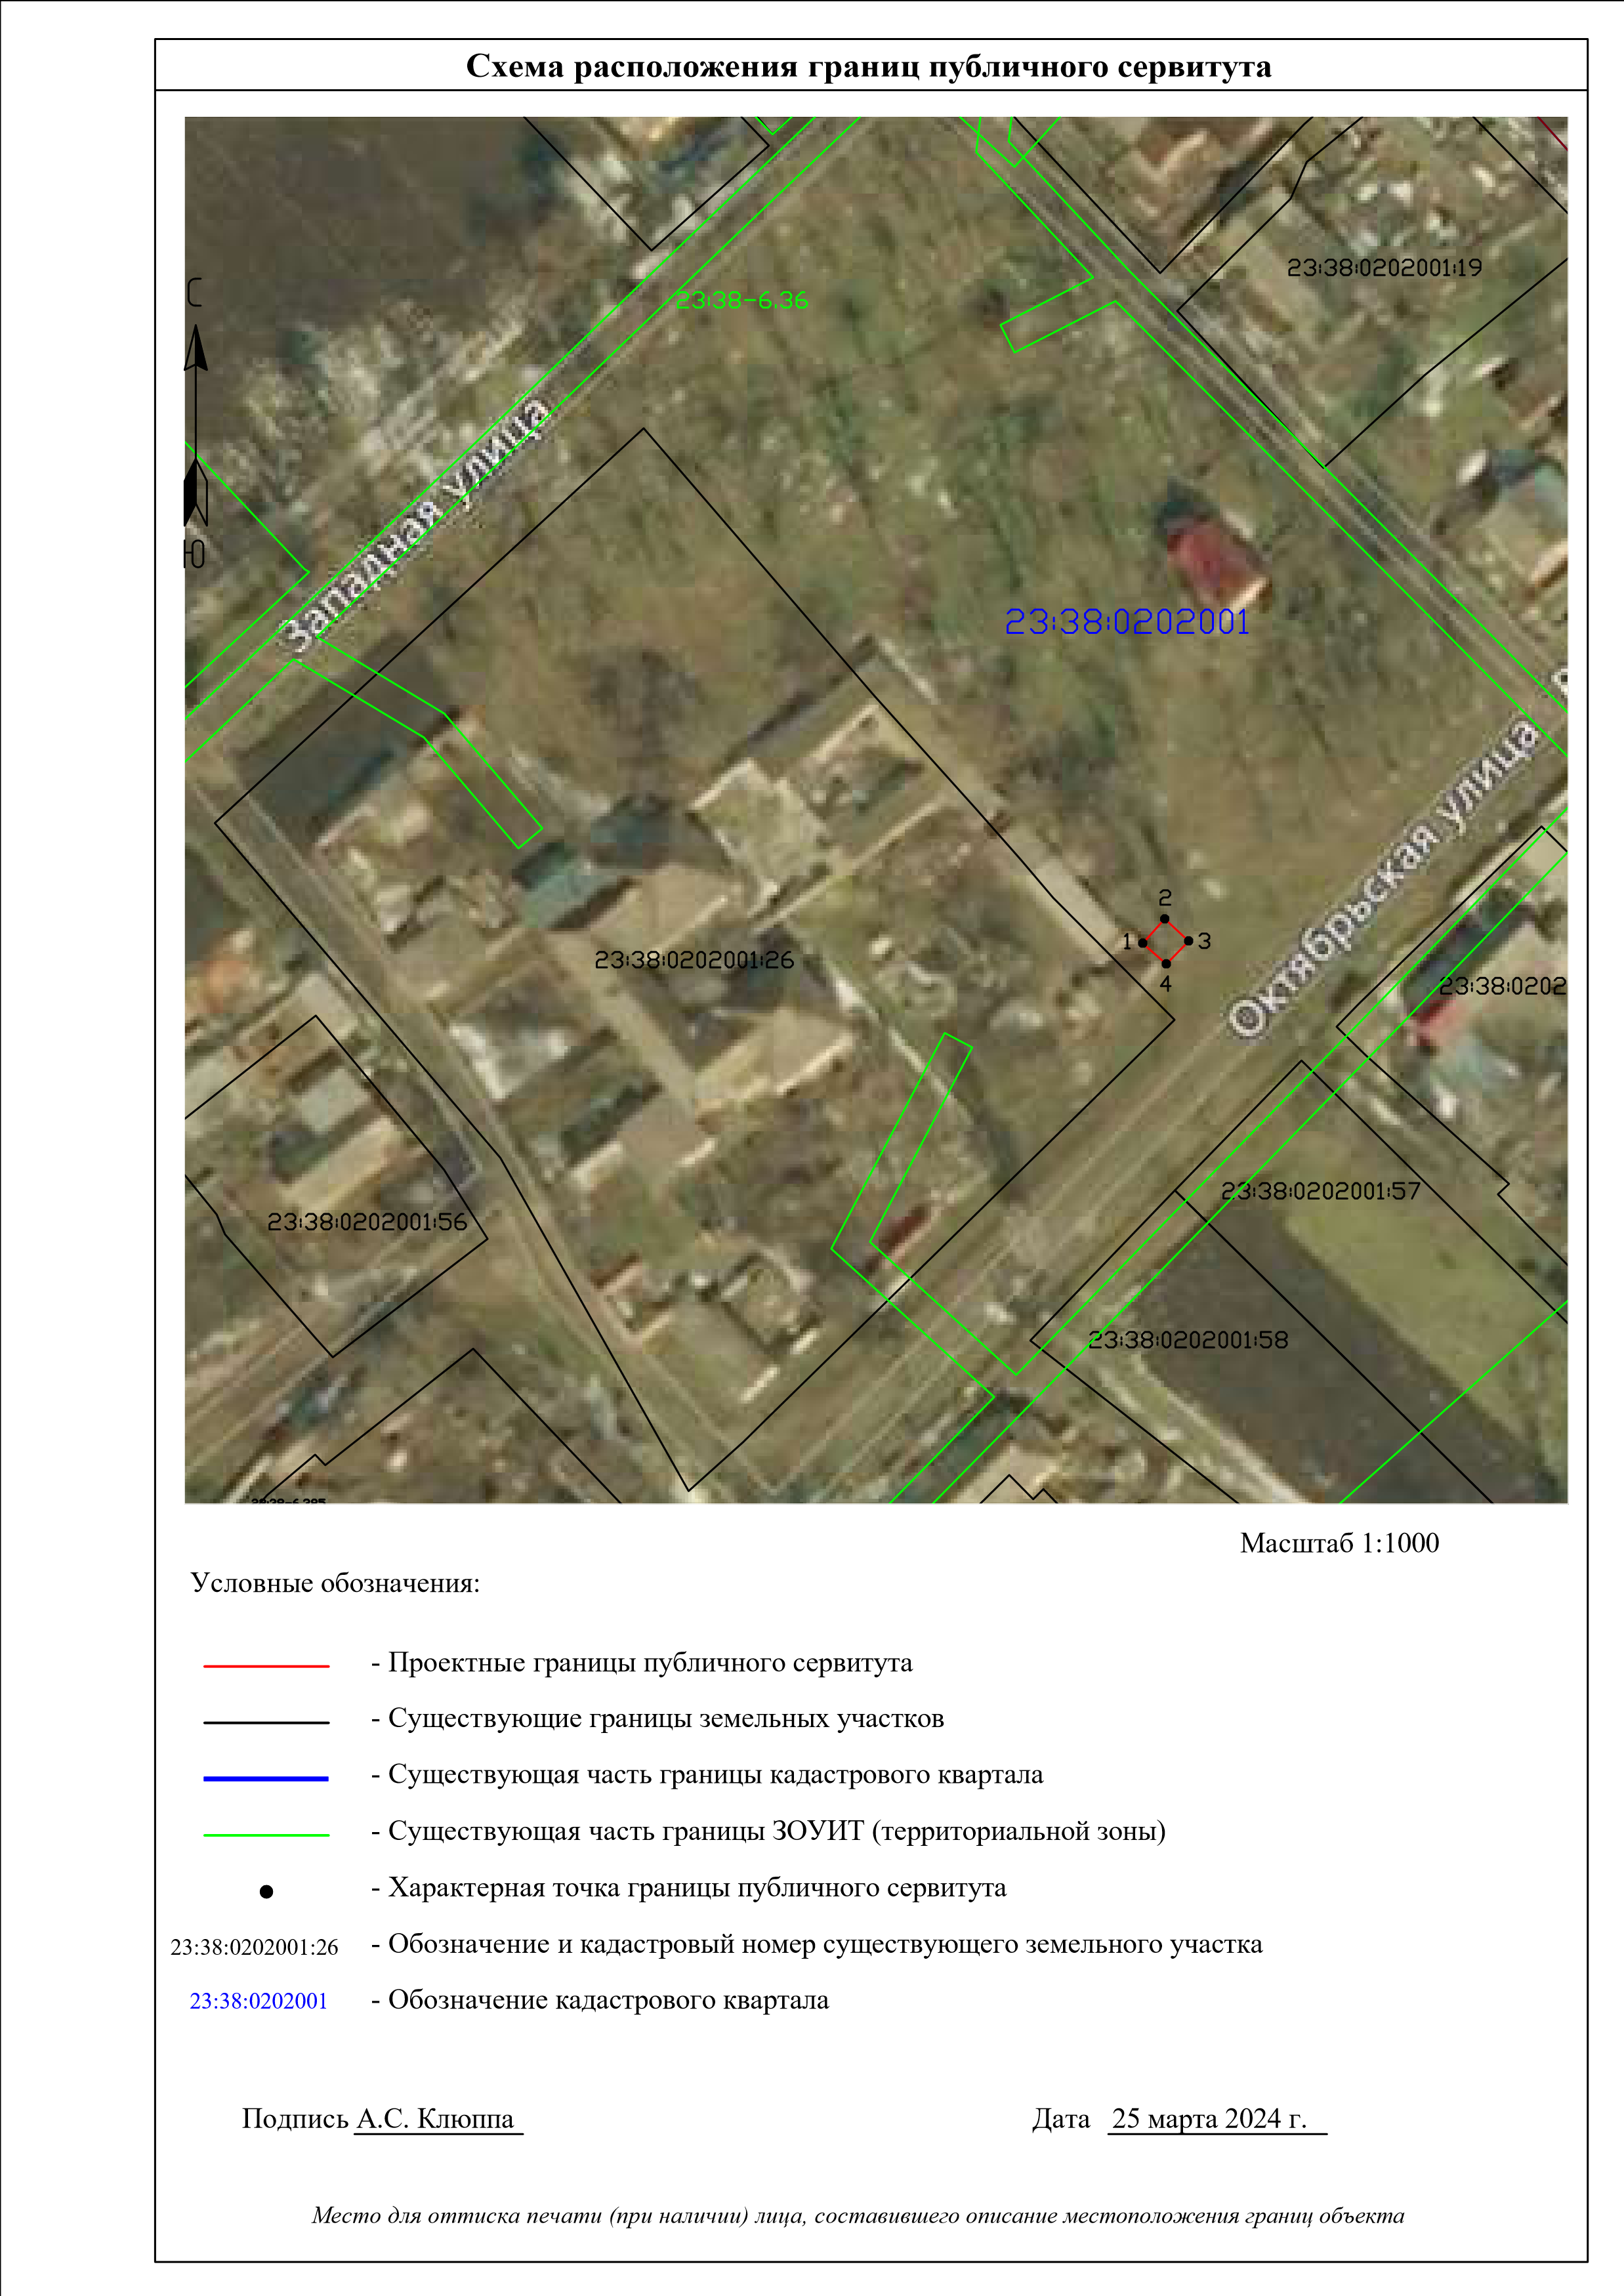 Схема расположения границ публичного сервитута
23:38:0202001:19
С
23:38-6.36
Западная улица
Ю
23:38:0202001
Октябрьская улица
2
1
3
4
23:38:0202001:26
23:38:0202
23:38:0202001:57
23:38:0202001:56
23:38:0202001:58
Масштаб 1:1000
Условные обозначения:
- Проектные границы публичного сервитута
- Существующие границы земельных участков
- Существующая часть границы кадастрового квартала
- Существующая часть границы ЗОУИТ (территориальной зоны)
- Характерная точка границы публичного сервитута
23:38:0202001:26 - Обозначение и кадастровый номер существующего земельного участка
23:38:0202001 - Обозначение кадастрового квартала
Подпись А.С. Клюппа Дата 25 марта 2024 г.
Место для оттиска печати (при наличии) лица, составившего описание местоположения границ объекта